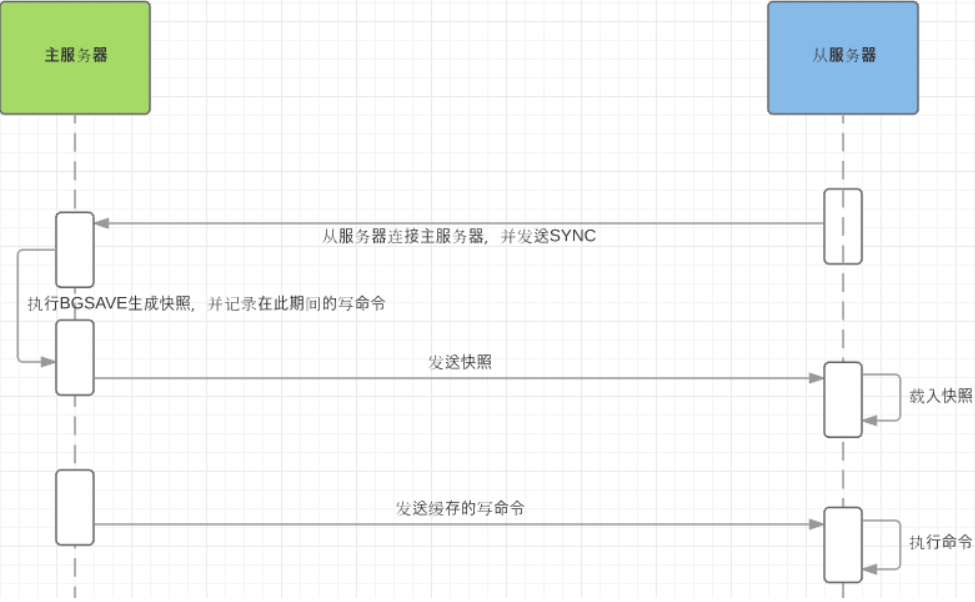 主服务器
从服务器
从服务器连接主服务器，并发送SYNC
执行BGSAVE生成快照，并记录在此期间的写命令
发送快照
载入快照
发送缓存的写命令
执行命令